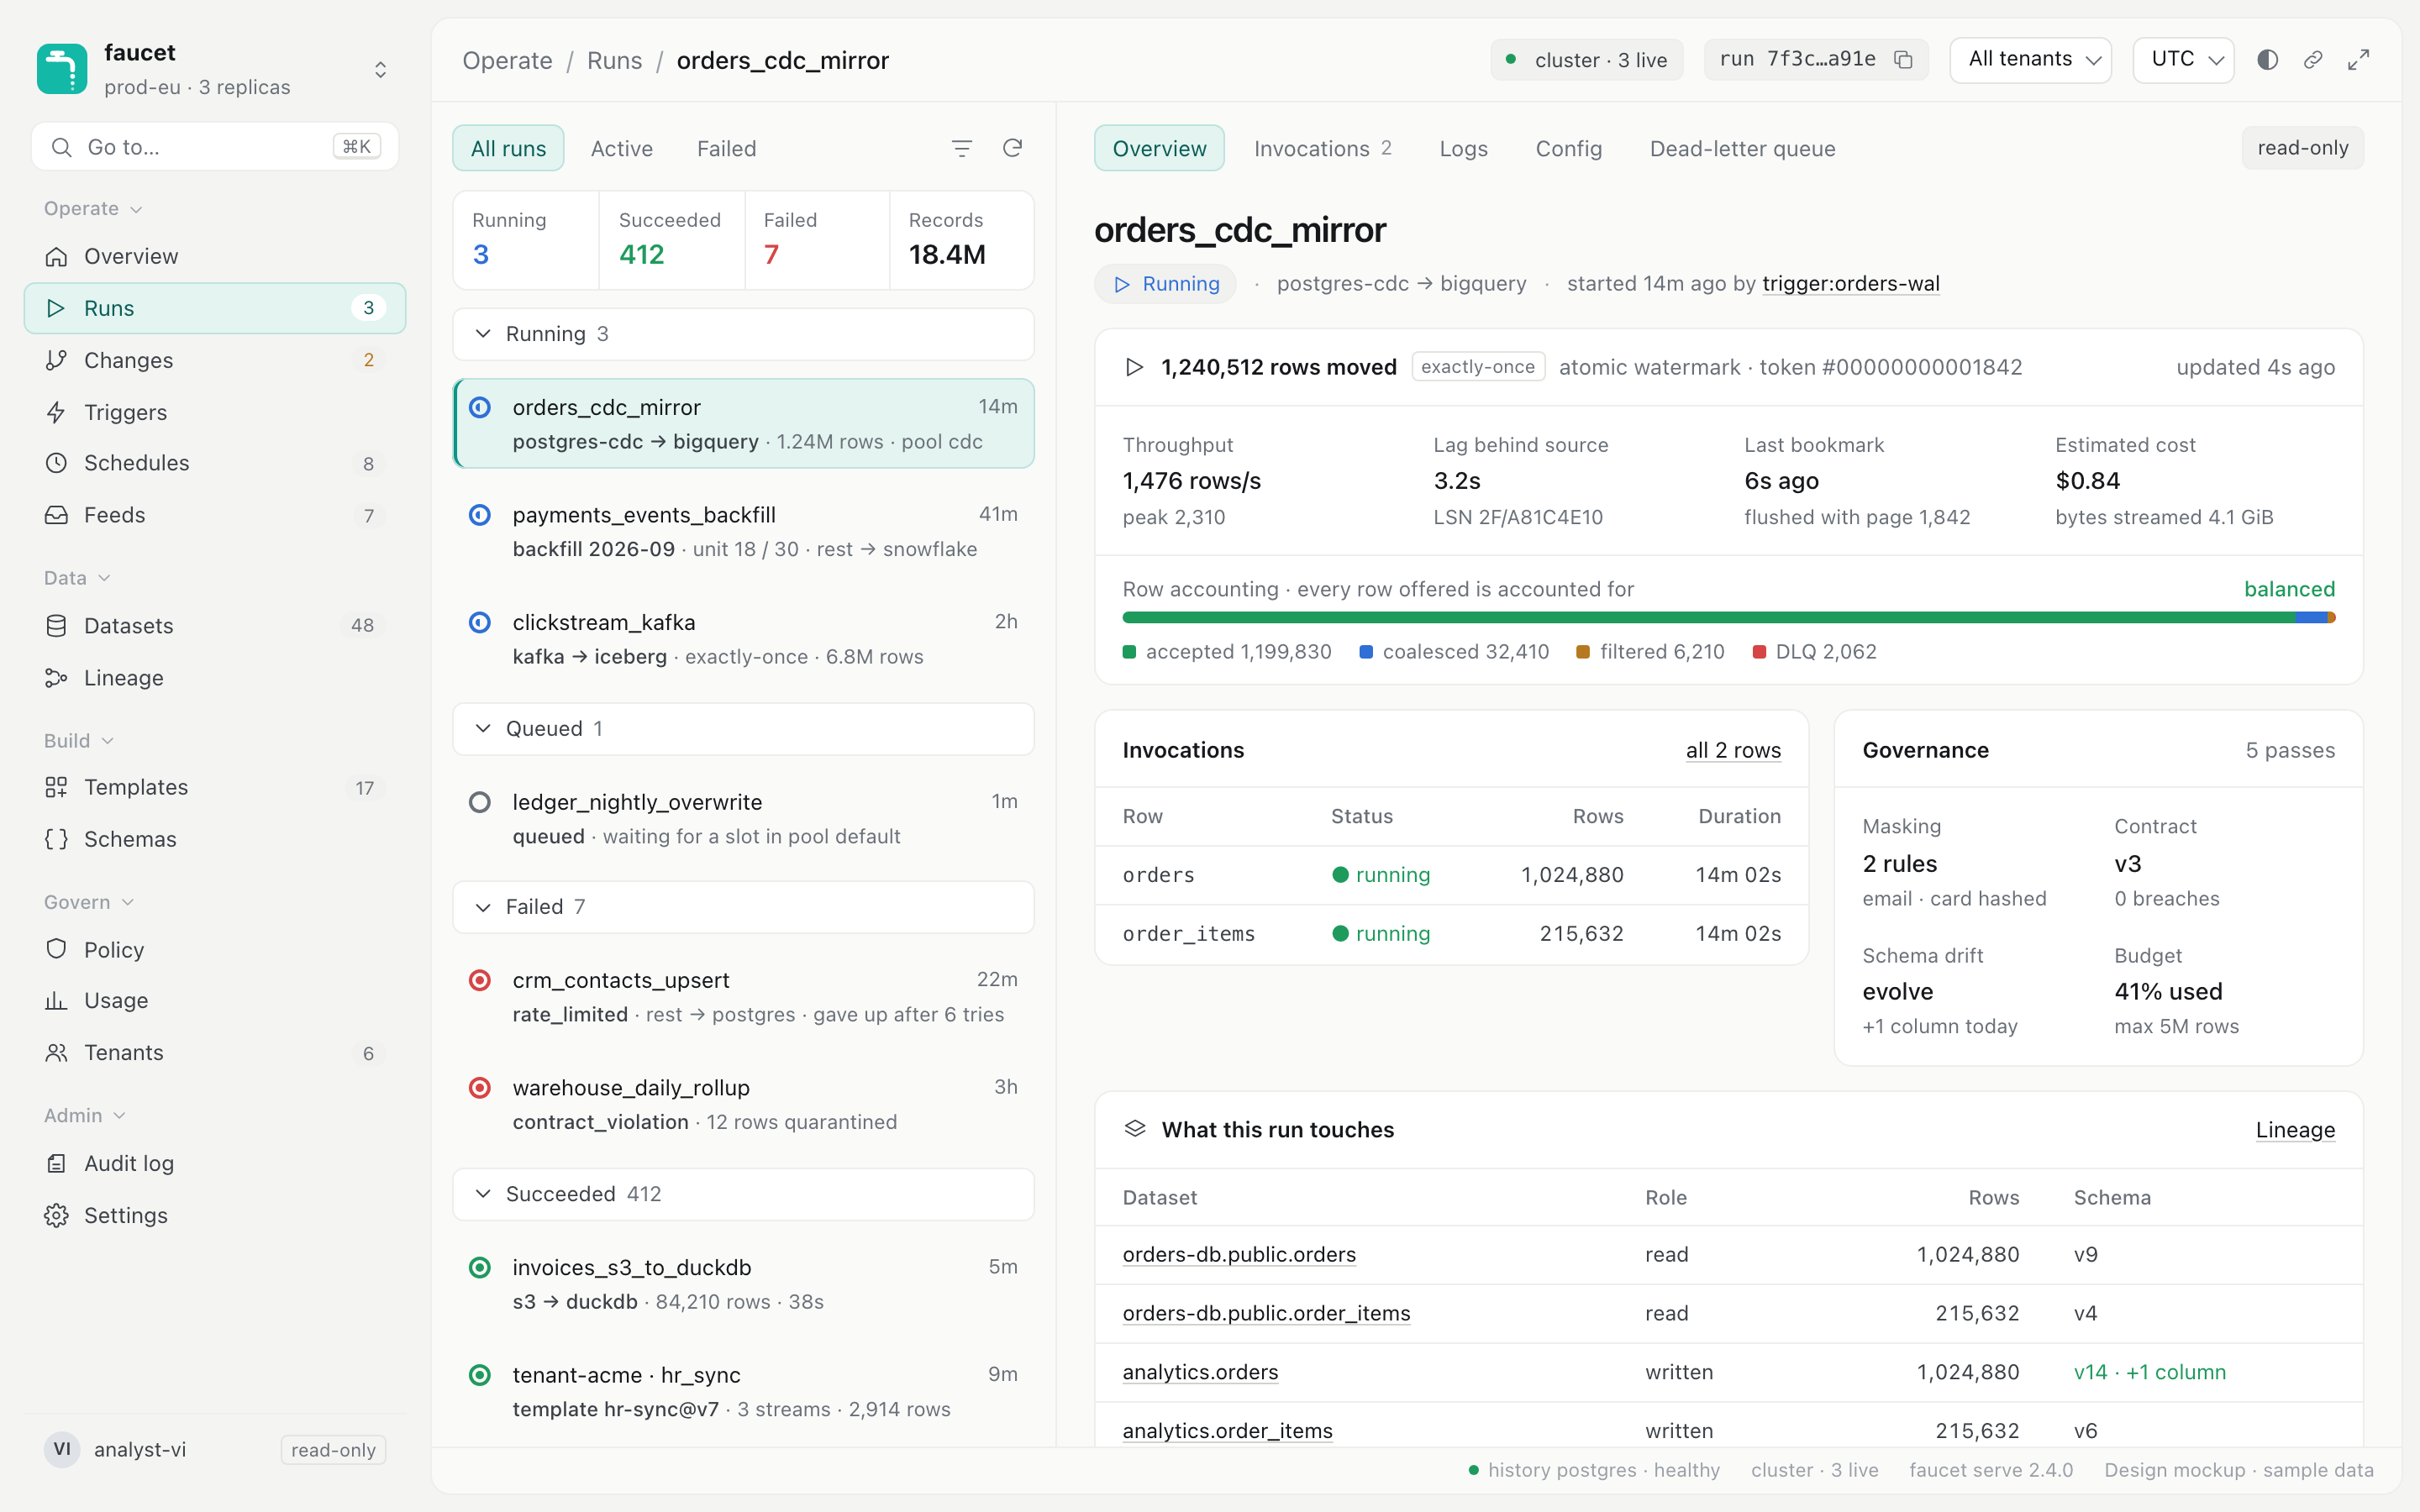 faucet
prod-eu · 3 replicas
Go to... ⌘K
Operate
Overview
Runs 3
Changes 2
Triggers
Schedules 8
Feeds 7
Data
Datasets 48
Lineage
Build
Templates 17
Schemas
Govern
Policy
Usage
Tenants 6
Admin
Audit log
Settings
VI analyst-vi read-only
Operate / Runs / orders_cdc_mirror
cluster · 3 live
run 7f3c…a91e
All tenants
UTC
All runs Active Failed
Running Succeeded Failed Records
3 412 7 18.4M
Running 3
orders_cdc_mirror 14m
postgres-cdc → bigquery · 1.24M rows · pool cdc
payments_events_backfill 41m
backfill 2026-09 · unit 18 / 30 · rest → snowflake
clickstream_kafka 2h
kafka → iceberg · exactly-once · 6.8M rows
Queued 1
ledger_nightly_overwrite 1m
queued · waiting for a slot in pool default
Failed 7
crm_contacts_upsert 22m
rate_limited · rest → postgres · gave up after 6 tries
warehouse_daily_rollup 3h
contract_violation · 12 rows quarantined
Succeeded 412
invoices_s3_to_duckdb 5m
s3 → duckdb · 84,210 rows · 38s
tenant-acme · hr_sync 9m
template hr-sync@v7 · 3 streams · 2,914 rows
Overview Invocations 2 Logs Config Dead-letter queue read-only
orders_cdc_mirror
Running · postgres-cdc → bigquery · started 14m ago by trigger:orders-wal
1,240,512 rows moved exactly-once atomic watermark · token #00000000001842 updated 4s ago
Throughput Lag behind source Last bookmark Estimated cost
1,476 rows/s 3.2s 6s ago $0.84
peak 2,310 LSN 2F/A81C4E10 flushed with page 1,842 bytes streamed 4.1 GiB
Row accounting · every row offered is accounted for balanced
accepted 1,199,830 coalesced 32,410 filtered 6,210 DLQ 2,062
Invocations all 2 rows
Row Status Rows Duration
orders running 1,024,880 14m 02s
order_items running 215,632 14m 02s
Governance 5 passes
Masking Contract
2 rules v3
email · card hashed 0 breaches
Schema drift Budget
evolve 41% used
+1 column today max 5M rows
What this run touches Lineage
Dataset Role Rows Schema
orders-db.public.orders read 1,024,880 v9
orders-db.public.order_items read 215,632 v4
analytics.orders written 1,024,880 v14 · +1 column
analytics.order_items written 215,632 v6
history postgres · healthy cluster · 3 live faucet serve 2.4.0 Design mockup · sample data